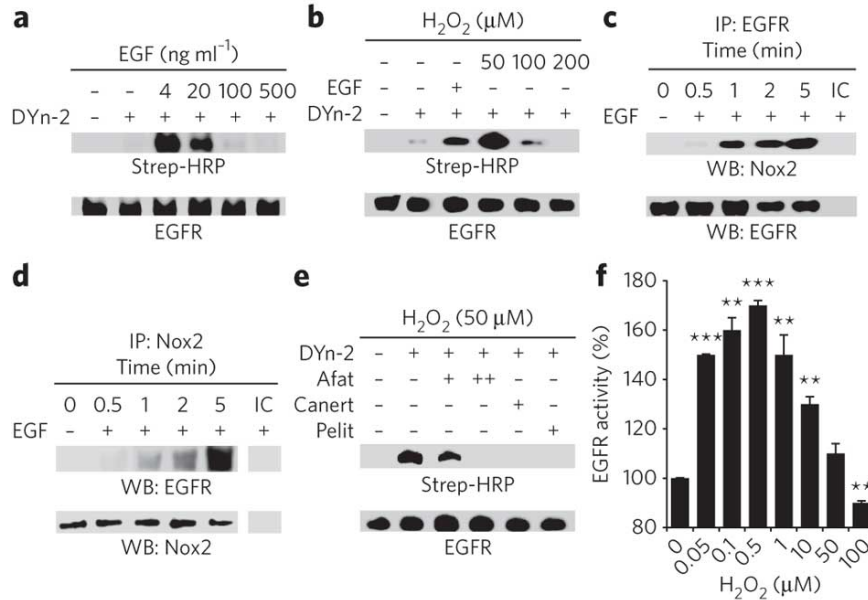 a
EGF (ng ml⁻¹)
– – 4 20 100 500
DYn-2 – + + + + +
Strep-HRP
EGFR
b
H₂O₂ (μM)
– – – 50 100 200
EGF – – + – – –
DYn-2 – + + + + +
Strep-HRP
EGFR
c
IP: EGFR
Time (min)
0 0.5 1 2 5 IC
EGF – + + + + +
WB: Nox2
WB: EGFR
d
IP: Nox2
Time (min)
0 0.5 1 2 5 IC
EGF – + + + + +
WB: EGFR
WB: Nox2
e
H₂O₂ (50 μM)
DYn-2 – + + + + +
Afat – – + ++ – –
Canert – – – – + –
Pelit – – – – – +
Strep-HRP
EGFR
f
EGFR activity (%)
180
160
140
120
100
80
*** ** *** ** ** **
0 0.05 0.1 0.5 1 10 50 100
H₂O₂ (μM)